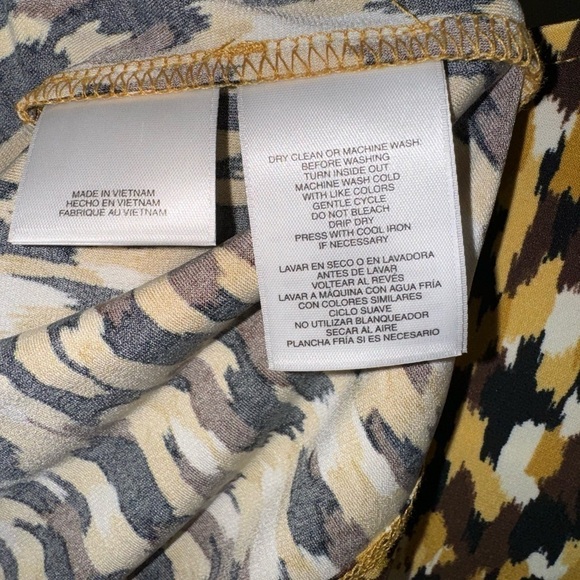 MADE IN VIETNAM
HECHO EN VIETNAM
FABRIQUÉ AU VIETNAM
DRY CLEAN OR MACHINE WASH:
BEFORE WASHING
TURN INSIDE OUT
MACHINE WASH COLD
WITH LIKE COLORS
GENTLE CYCLE
DO NOT BLEACH
DRIP DRY
PRESS WITH COOL IRON
IF NECESSARY
LAVAR EN SECO O EN LAVADORA
ANTES DE LAVAR
VOLTEAR AL REVÉS
LAVAR A MÁQUINA CON AGUA FRÍA
CON COLORES SIMILARES
CICLO SUAVE
NO UTILIZAR BLANQUEADOR
SECAR AL AIRE
PLANCHA FRÍA SI ES NECESARIO